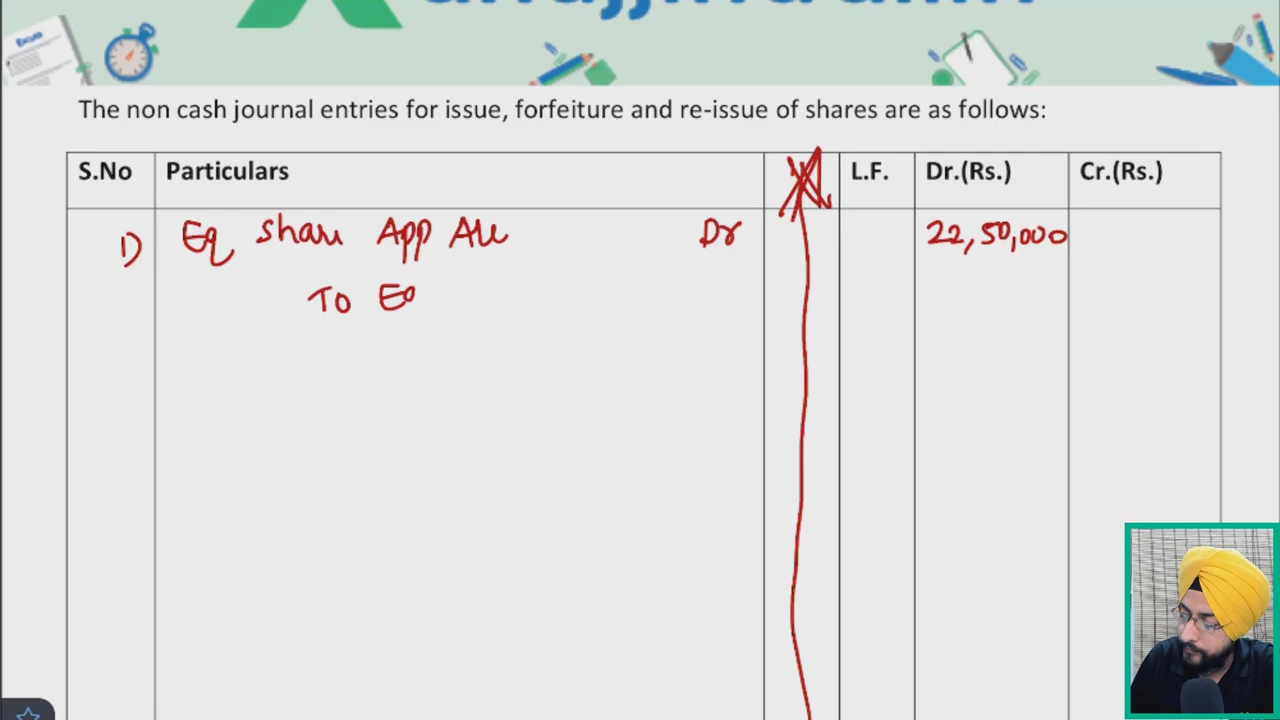 The non cash journal entries for issue, forfeiture and re-issue of shares are as follows:
S.No Particulars L.F. Dr.(Rs.) Cr.(Rs.)
1) Eq Share App A/c Dr 22,50,000
To Eq